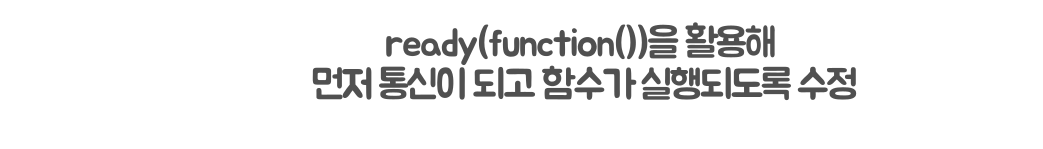 ready(function())을 활용해
먼저 통신이 되고 함수가 실행되도록 수정